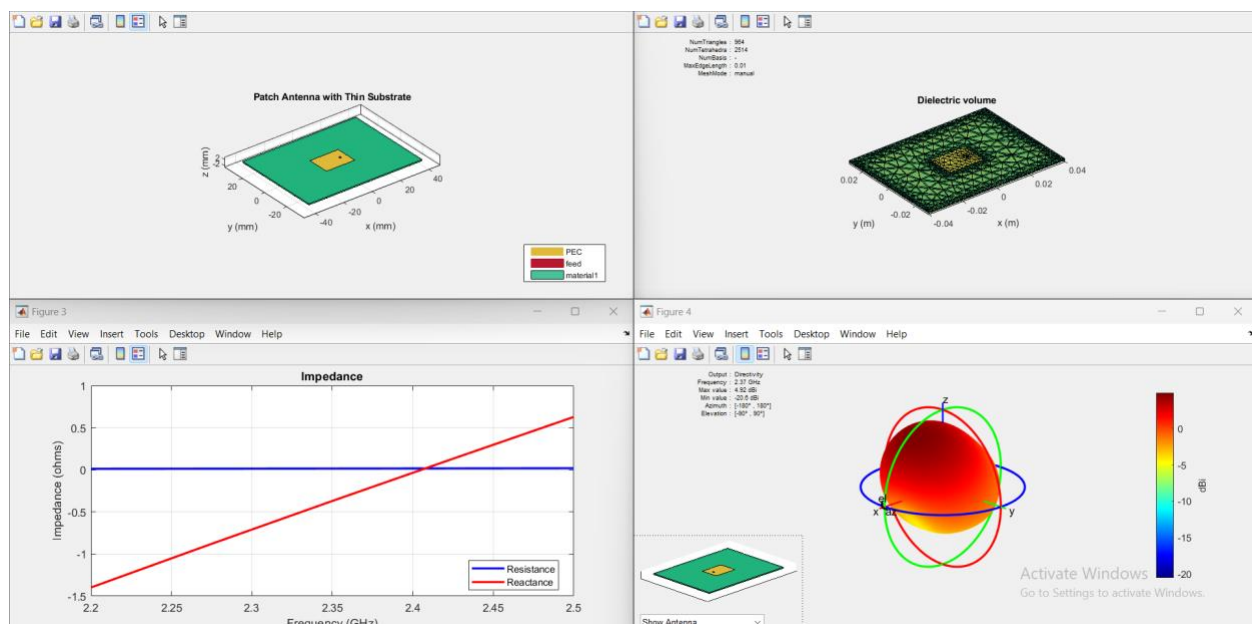 Patch Antenna with Thin Substrate
z (mm)
2
-2
20
0
-20
y (mm)
-40
-20
0
20
40
x (mm)
PEC
feed
material1
NumTriangles : 964
NumTetrahedra : 2514
NumBasis : -
MaxEdgeLength : 0.01
MeshMode : manual
Dielectric volume
0.02
0
-0.02
y (m)
-0.04
-0.02
0
0.02
0.04
x (m)
Figure 3
File Edit View Insert Tools Desktop Window Help
Impedance
Impedance (ohms)
1
0.5
0
-0.5
-1
-1.5
2.2 2.25 2.3 2.35 2.4 2.45 2.5
Frequency (GHz)
Resistance
Reactance
Figure 4
File Edit View Insert Tools Desktop Window Help
Output : Directivity
Frequency : 2.37 GHz
Max value : 4.92 dBi
Min value : -20.5 dBi
Azimuth : [-180° , 180°]
Elevation : [-90° , 90°]
z
el
x az
y
0
-5
-10
-15
-20
dBi
Show Antenna
Activate Windows
Go to Settings to activate Windows.